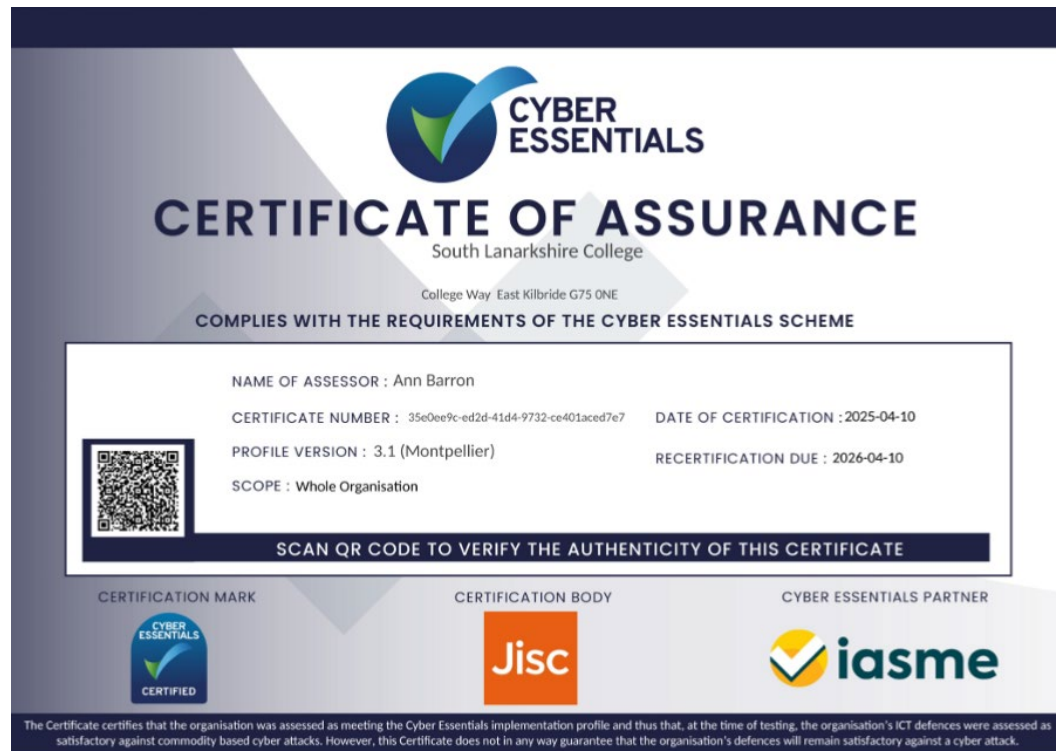 CYBER
ESSENTIALS
CERTIFICATE OF ASSURANCE
South Lanarkshire College
College Way East Kilbride G75 0NE
COMPLIES WITH THE REQUIREMENTS OF THE CYBER ESSENTIALS SCHEME
NAME OF ASSESSOR : Ann Barron
CERTIFICATE NUMBER : 35e0ee9c-ed2d-41d4-9732-ce401aced7e7
DATE OF CERTIFICATION : 2025-04-10
PROFILE VERSION : 3.1 (Montpellier)
RECERTIFICATION DUE : 2026-04-10
SCOPE : Whole Organisation
SCAN QR CODE TO VERIFY THE AUTHENTICITY OF THIS CERTIFICATE
CERTIFICATION MARK
CERTIFICATION BODY
CYBER ESSENTIALS PARTNER
CYBER
ESSENTIALS
CERTIFIED
Jisc
iasme
The Certificate certifies that the organisation was assessed as meeting the Cyber Essentials implementation profile and thus that, at the time of testing, the organisation's ICT defences were assessed as
satisfactory against commodity based cyber attacks. However, this Certificate does not in any way guarantee that the organisation's defences will remain satisfactory against a cyber attack.